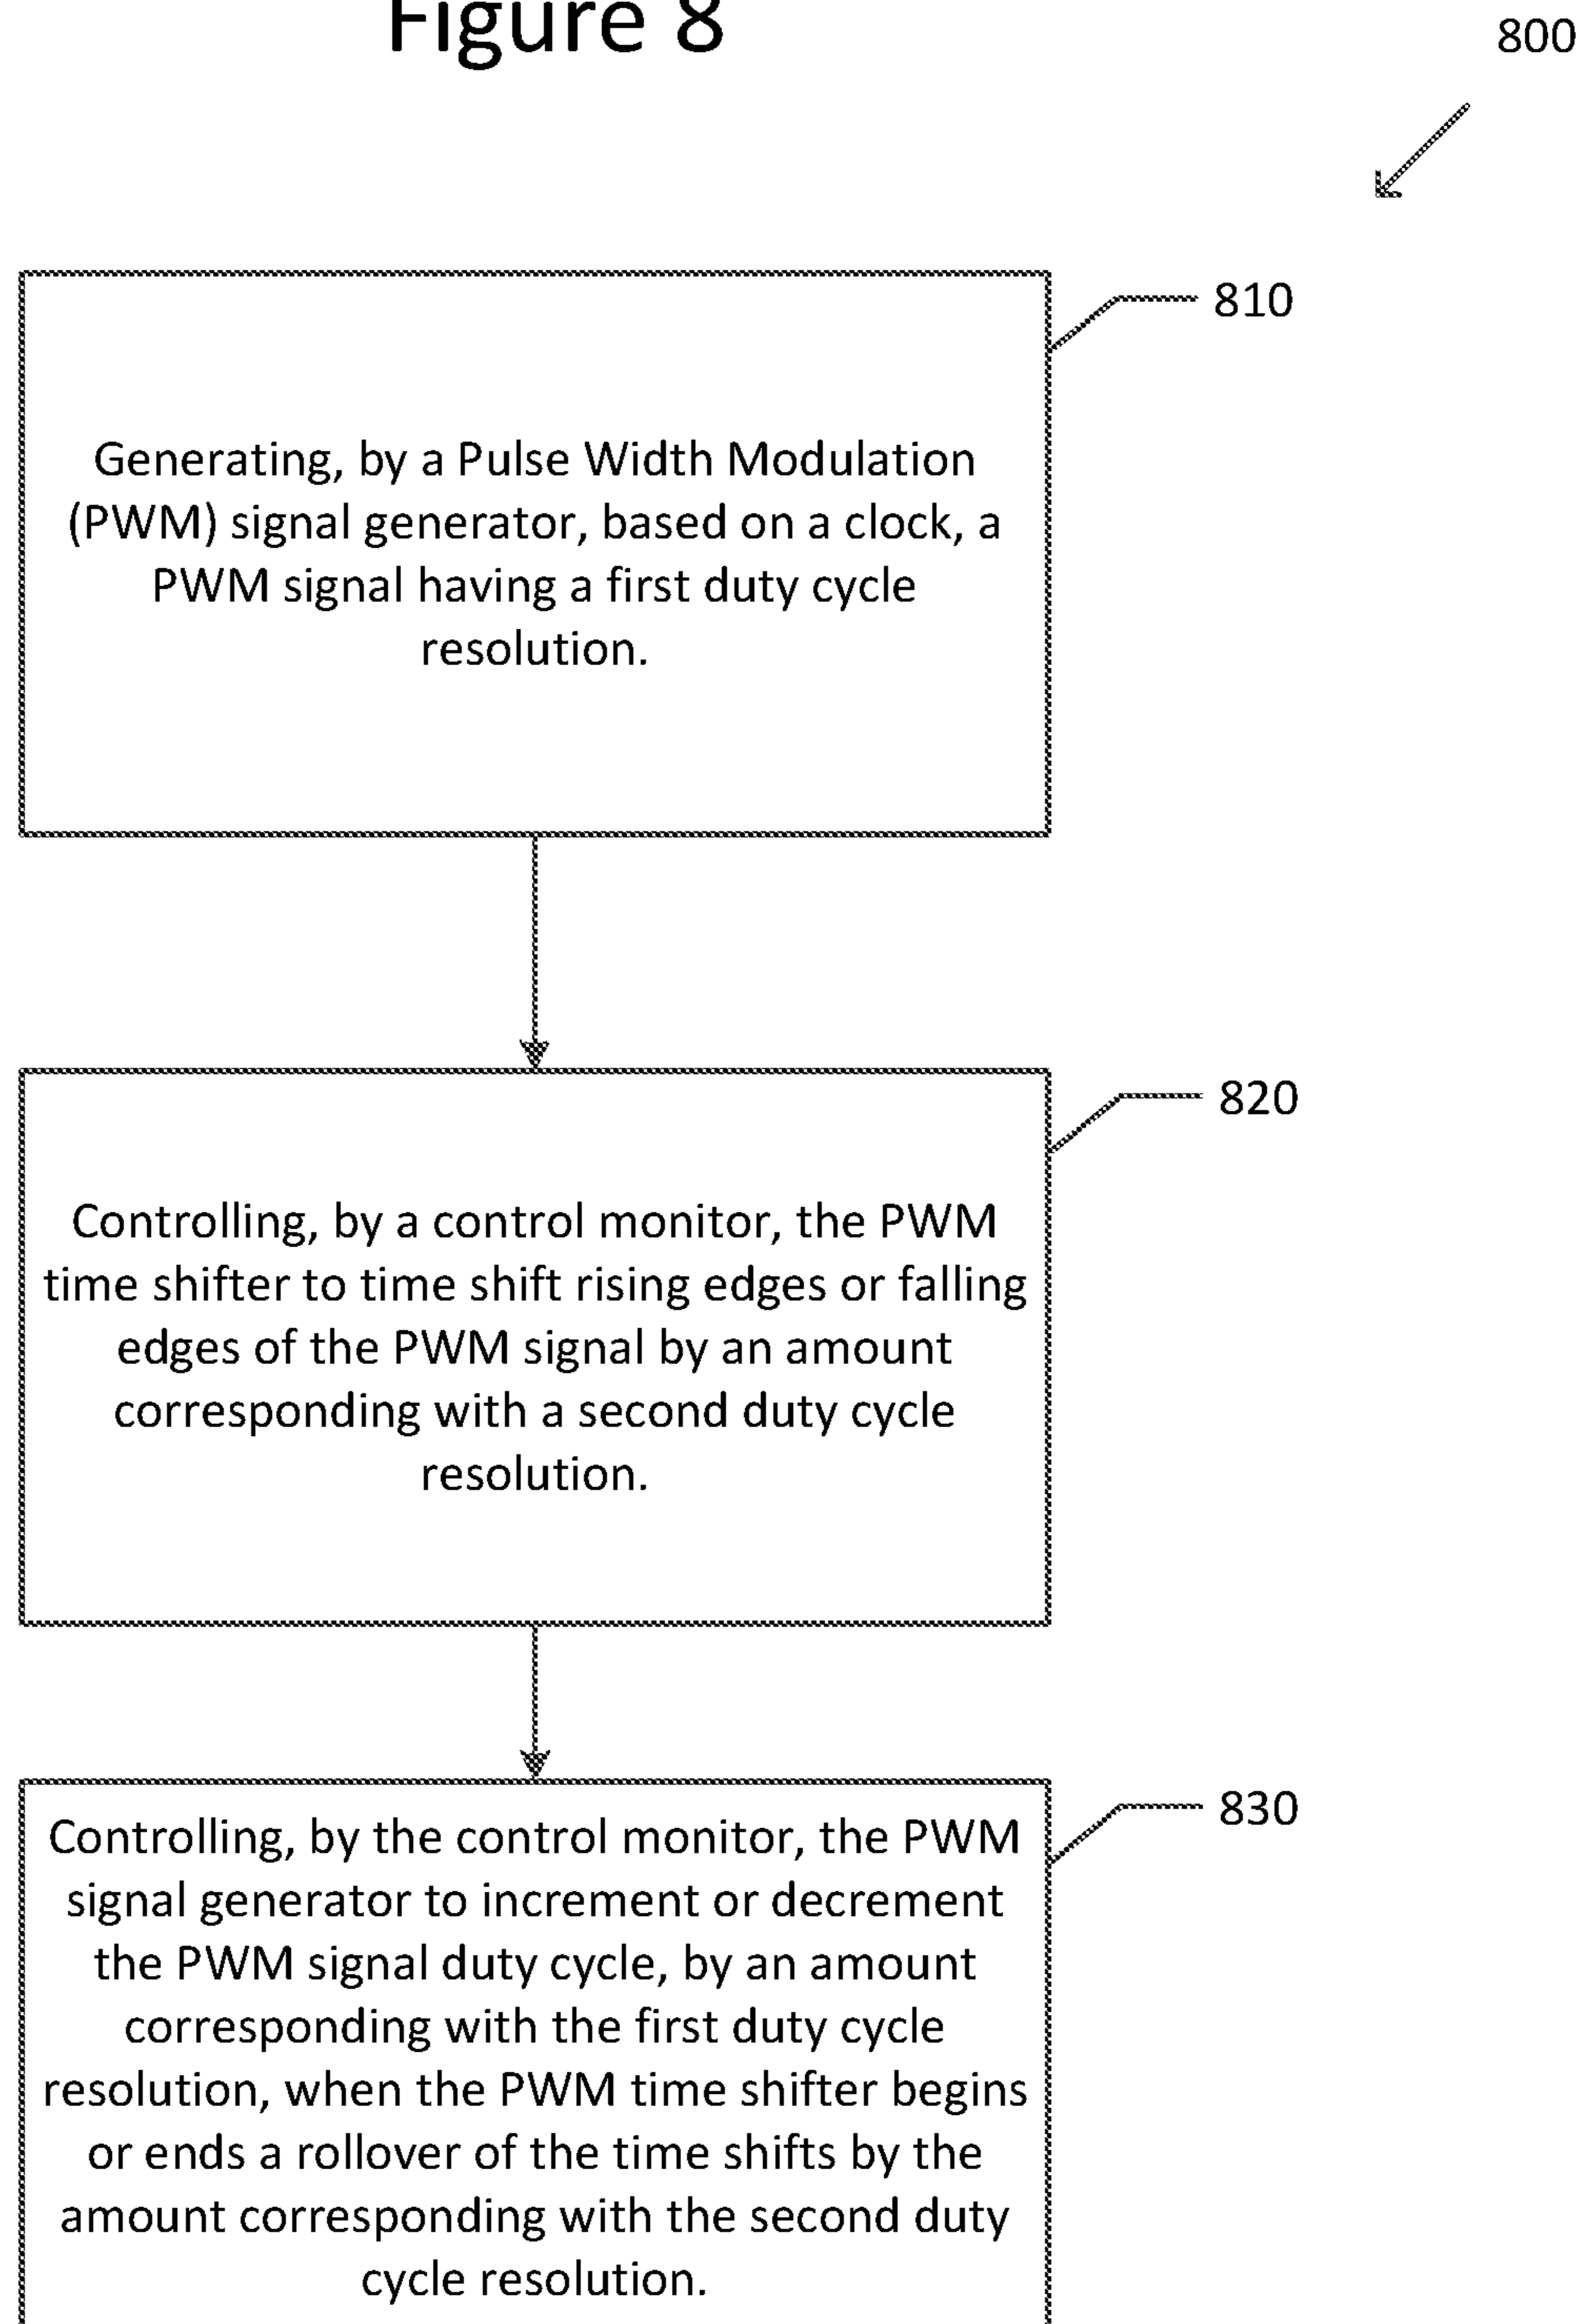 Figure 8
800
810
Generating, by a Pulse Width Modulation
(PWM) signal generator, based on a clock, a
PWM signal having a first duty cycle
resolution.
820
Controlling, by a control monitor, the PWM
time shifter to time shift rising edges or falling
edges of the PWM signal by an amount
corresponding with a second duty cycle
resolution.
830
Controlling, by the control monitor, the PWM
signal generator to increment or decrement
the PWM signal duty cycle, by an amount
corresponding with the first duty cycle
resolution, when the PWM time shifter begins
or ends a rollover of the time shifts by the
amount corresponding with the second duty
cycle resolution.